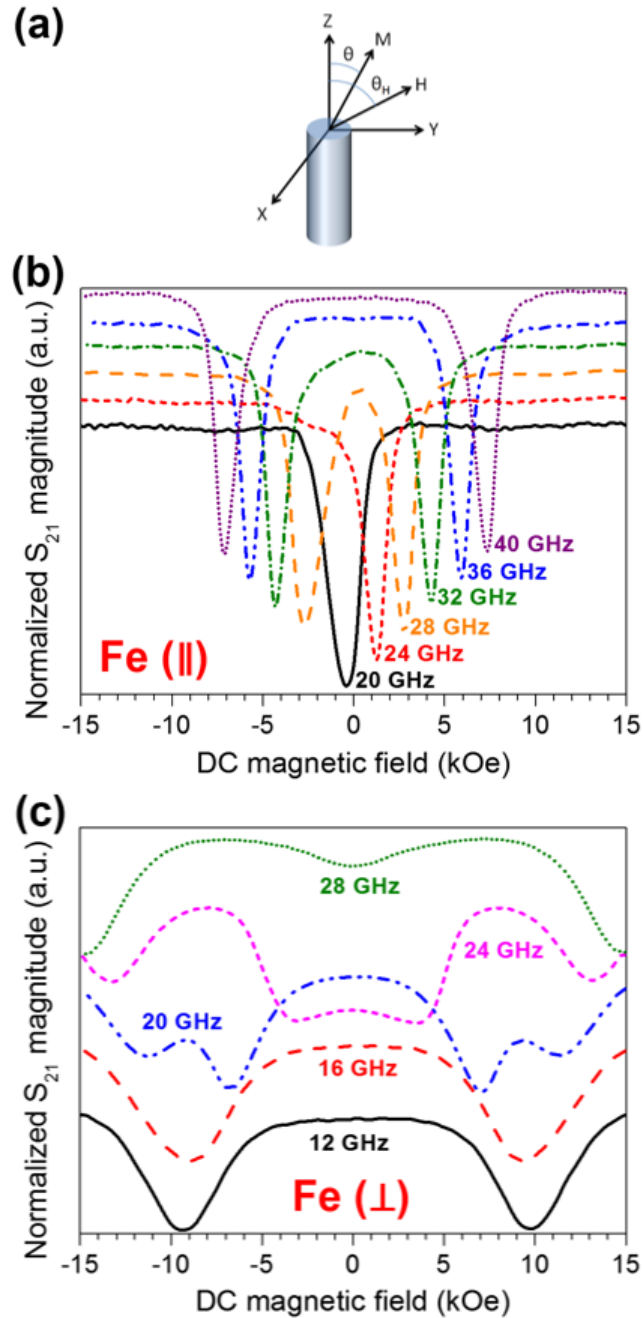 (a)
Z
M
θ
θH
H
Y
X
(b)
Normalized S21 magnitude (a.u.)
40 GHz
36 GHz
32 GHz
28 GHz
24 GHz
20 GHz
Fe (∥)
-15 -10 -5 0 5 10 15
DC magnetic field (kOe)
(c)
Normalized S21 magnitude (a.u.)
28 GHz
24 GHz
20 GHz
16 GHz
12 GHz
Fe (⊥)
-15 -10 -5 0 5 10 15
DC magnetic field (kOe)